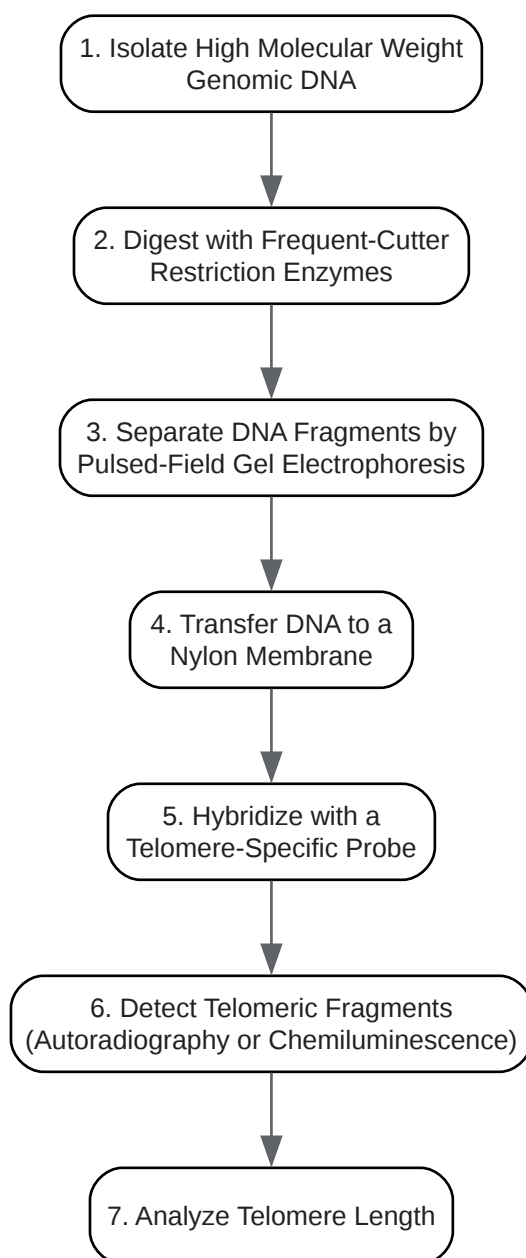 1. Isolate High Molecular Weight
Genomic DNA
2. Digest with Frequent-Cutter
Restriction Enzymes
3. Separate DNA Fragments by
Pulsed-Field Gel Electrophoresis
4. Transfer DNA to a
Nylon Membrane
5. Hybridize with a
Telomere-Specific Probe
6. Detect Telomeric Fragments
(Autoradiography or Chemiluminescence)
7. Analyze Telomere Length